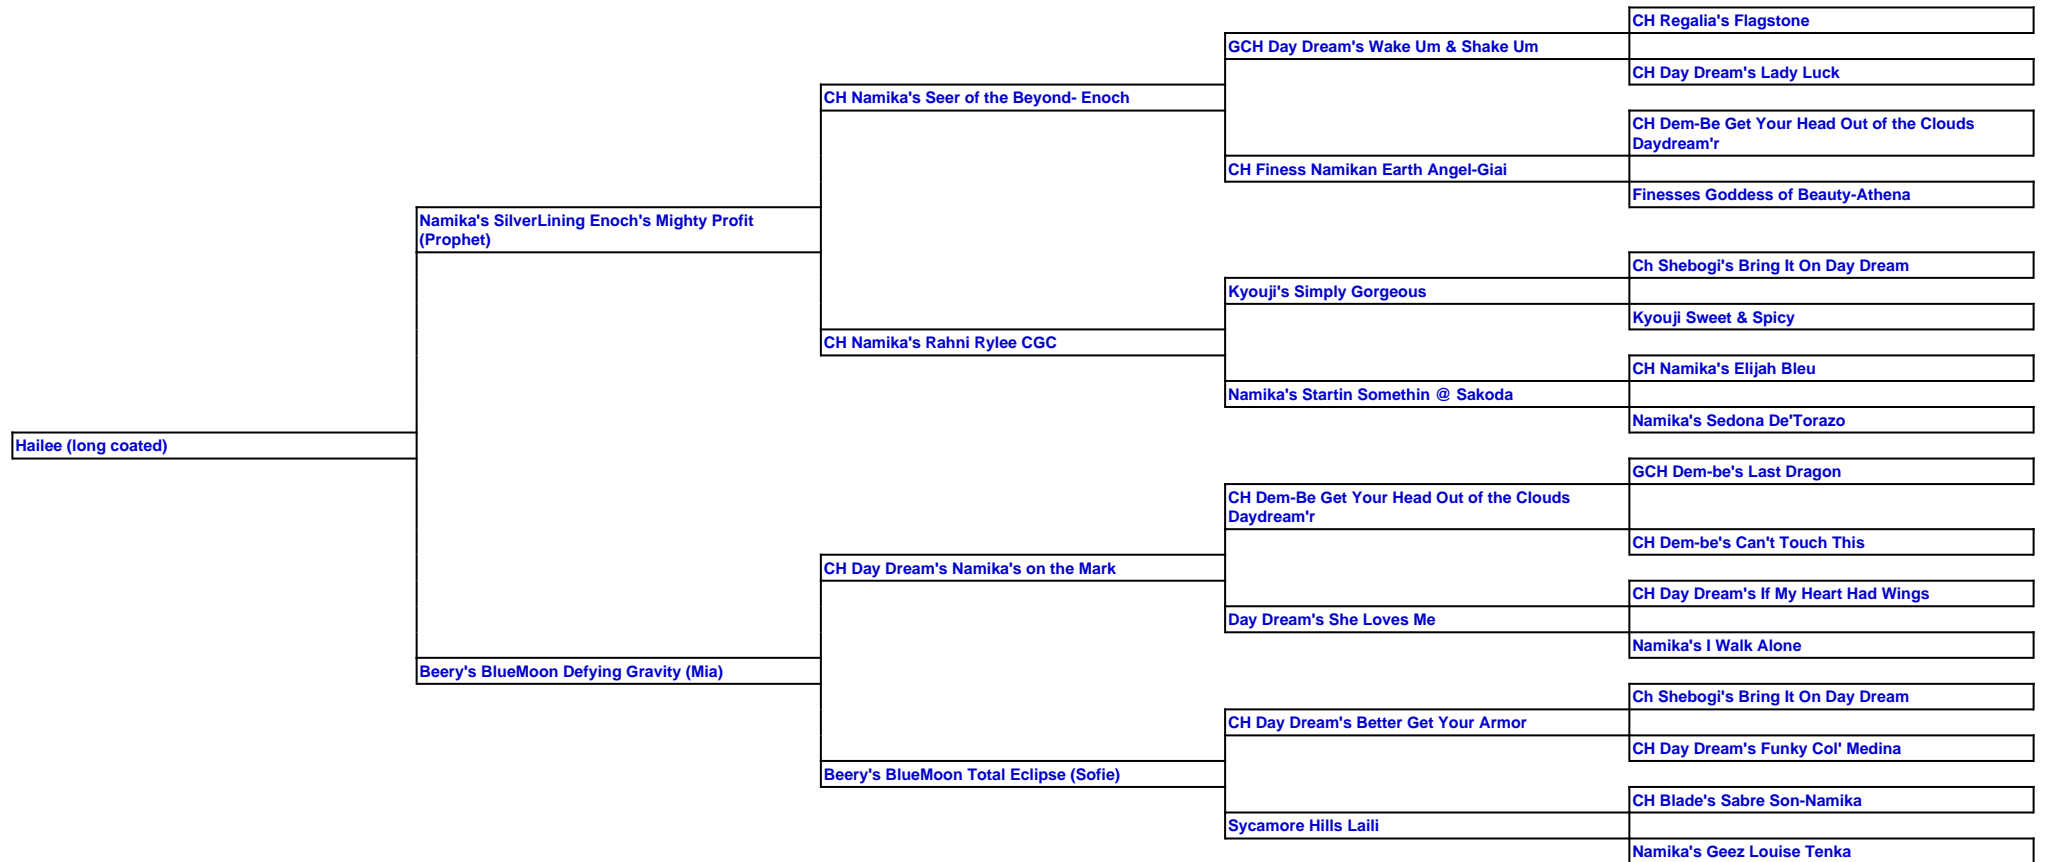 CH Regalia's Flagstone
GCH Day Dream's Wake Um & Shake Um
CH Day Dream's Lady Luck
CH Namika's Seer of the Beyond- Enoch
CH Dem-Be Get Your Head Out of the Clouds
Daydream'r
CH Finess Namikan Earth Angel-Giai
Finesses Goddess of Beauty-Athena
Namika's SilverLining Enoch's Mighty Profit
(Prophet)
Ch Shebogi's Bring It On Day Dream
Kyouji's Simply Gorgeous
Kyouji Sweet & Spicy
CH Namika's Rahni Rylee CGC
CH Namika's Elijah Bleu
Namika's Startin Somethin @ Sakoda
Namika's Sedona De'Torazo
Hailee (long coated)
GCH Dem-be's Last Dragon
CH Dem-Be Get Your Head Out of the Clouds
Daydream'r
CH Dem-be's Can't Touch This
CH Day Dream's Namika's on the Mark
CH Day Dream's If My Heart Had Wings
Day Dream's She Loves Me
Namika's I Walk Alone
Beery's BlueMoon Defying Gravity (Mia)
Ch Shebogi's Bring It On Day Dream
CH Day Dream's Better Get Your Armor
CH Day Dream's Funky Col' Medina
Beery's BlueMoon Total Eclipse (Sofie)
CH Blade's Sabre Son-Namika
Sycamore Hills Laili
Namika's Geez Louise Tenka